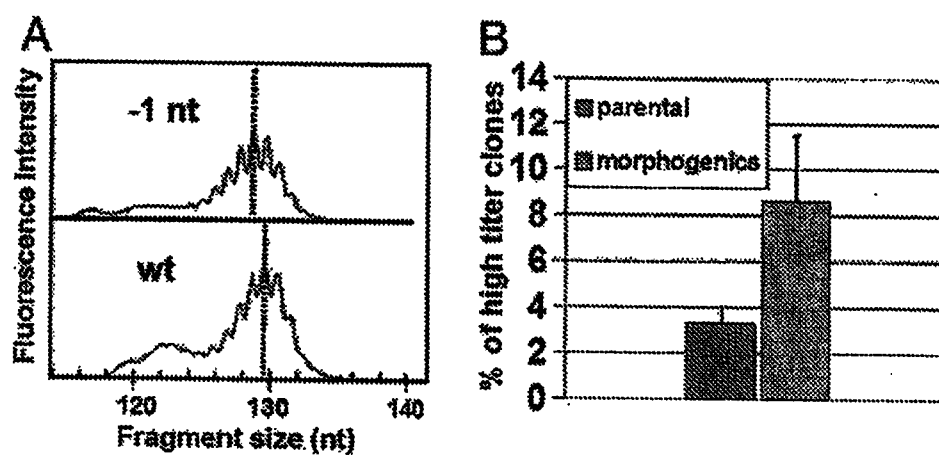 A
Fluorescence Intensity
-1 nt
wt
120 130 140
Fragment size (nt)
B
% of high titer clones
14
12
10
8
6
4
2
0
parental
morphogenics